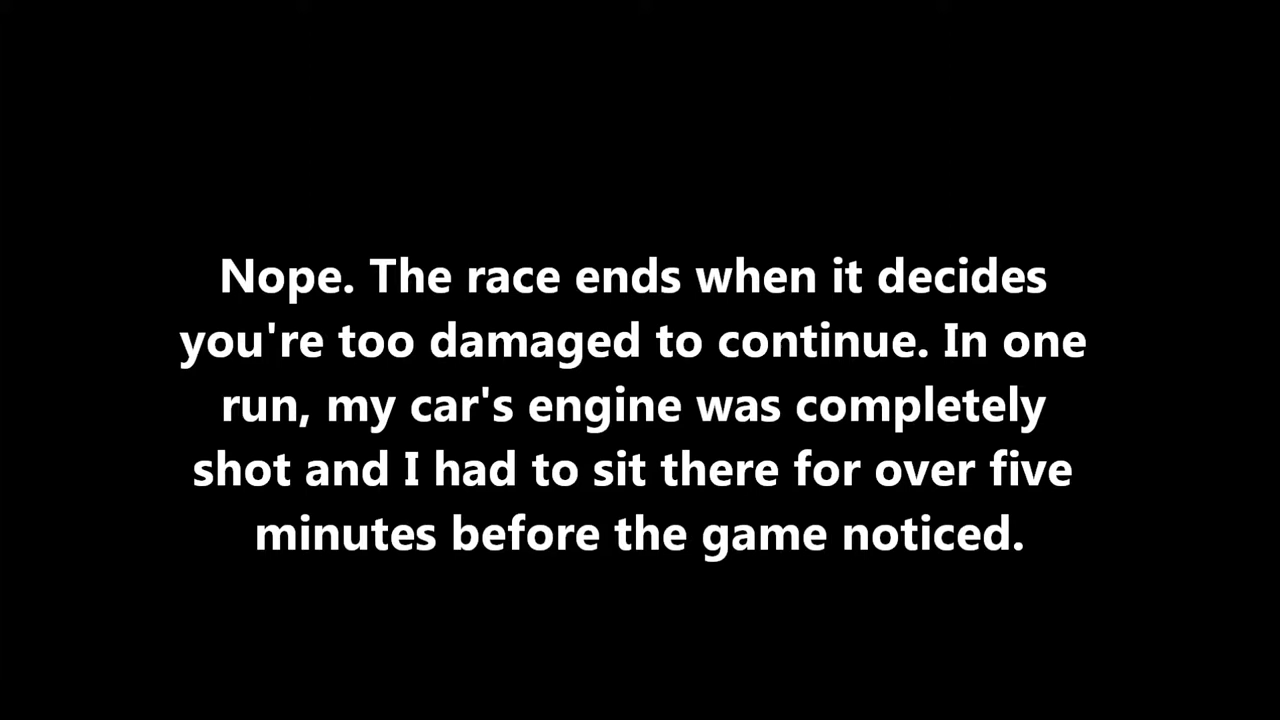 Nope. The race ends when it decides
you're too damaged to continue. In one
run, my car's engine was completely
shot and I had to sit there for over five
minutes before the game noticed.